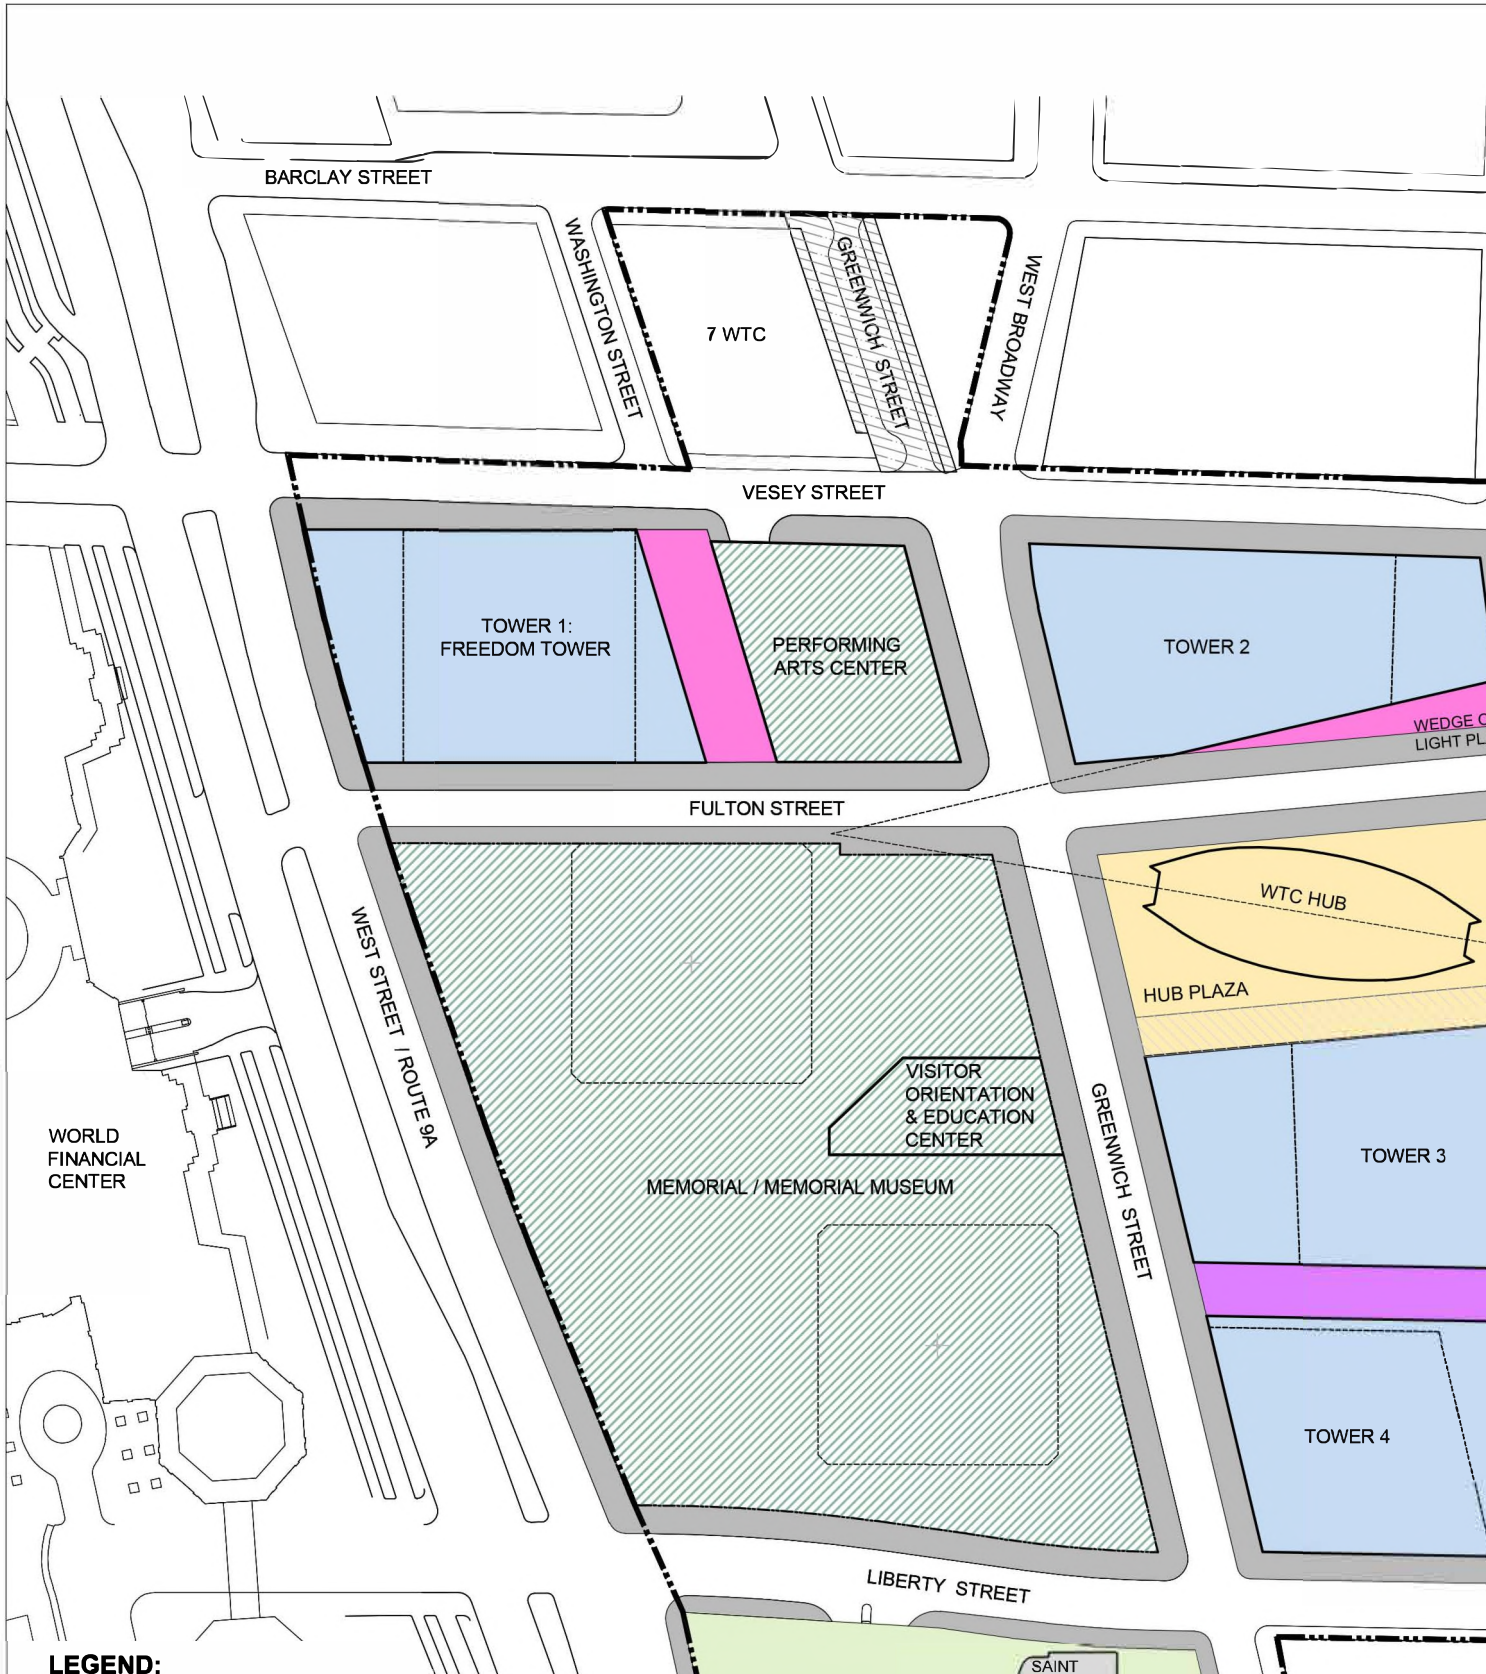 BARCLAY STREET
WASHINGTON STREET
7 WTC
GREENWICH STREET
WEST BROADWAY
VESEY STREET
TOWER 1:
FREEDOM TOWER
PERFORMING
ARTS CENTER
TOWER 2
WEDGE O
LIGHT PL
FULTON STREET
WTC HUB
HUB PLAZA
WEST STREET / ROUTE 9A
VISITOR
ORIENTATION
& EDUCATION
CENTER
GREENWICH STREET
WORLD
FINANCIAL
CENTER
TOWER 3
MEMORIAL / MEMORIAL MUSEUM
TOWER 4
LIBERTY STREET
SAINT
LEGEND: